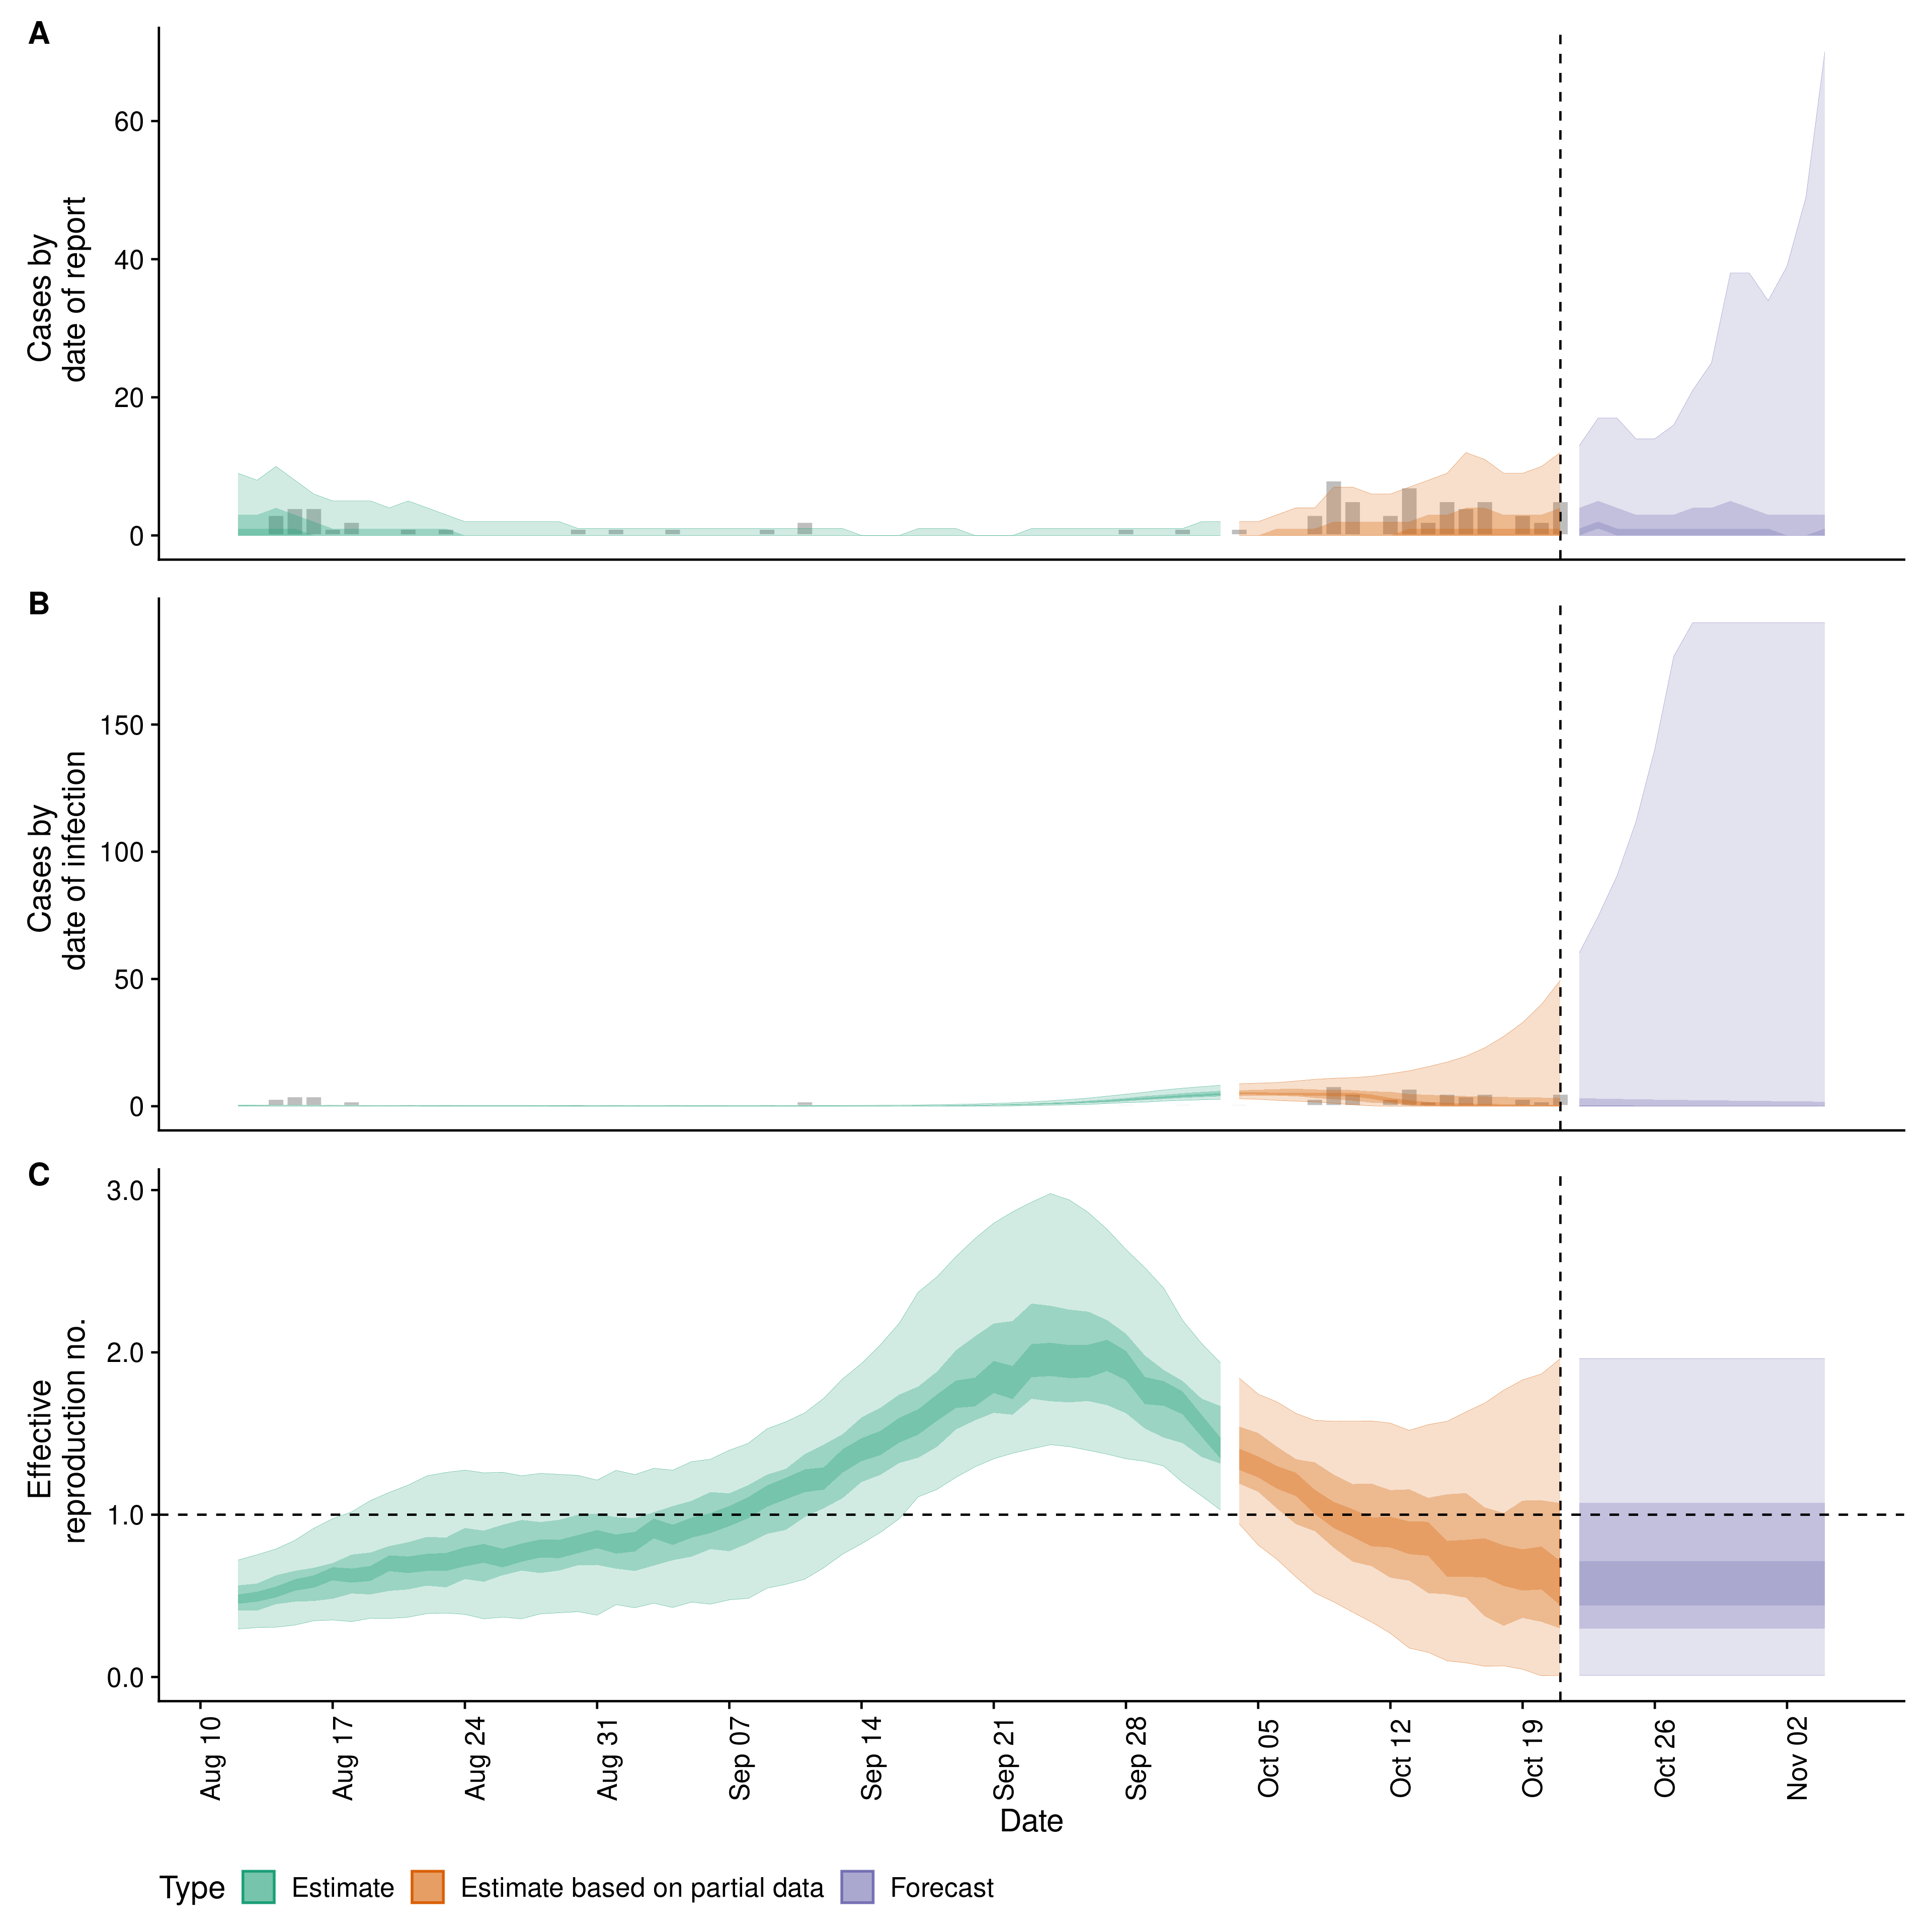 A
Cases by
date of report
60
40
20
0
B
Cases by
date of infection
150
100
50
0
C
Effective
reproduction no.
3.0
2.0
1.0
0.0
Aug 10
Aug 17
Aug 24
Aug 31
Sep 07
Sep 14
Sep 21
Sep 28
Oct 05
Oct 12
Oct 19
Oct 26
Nov 02
Date
Type Estimate Estimate based on partial data Forecast